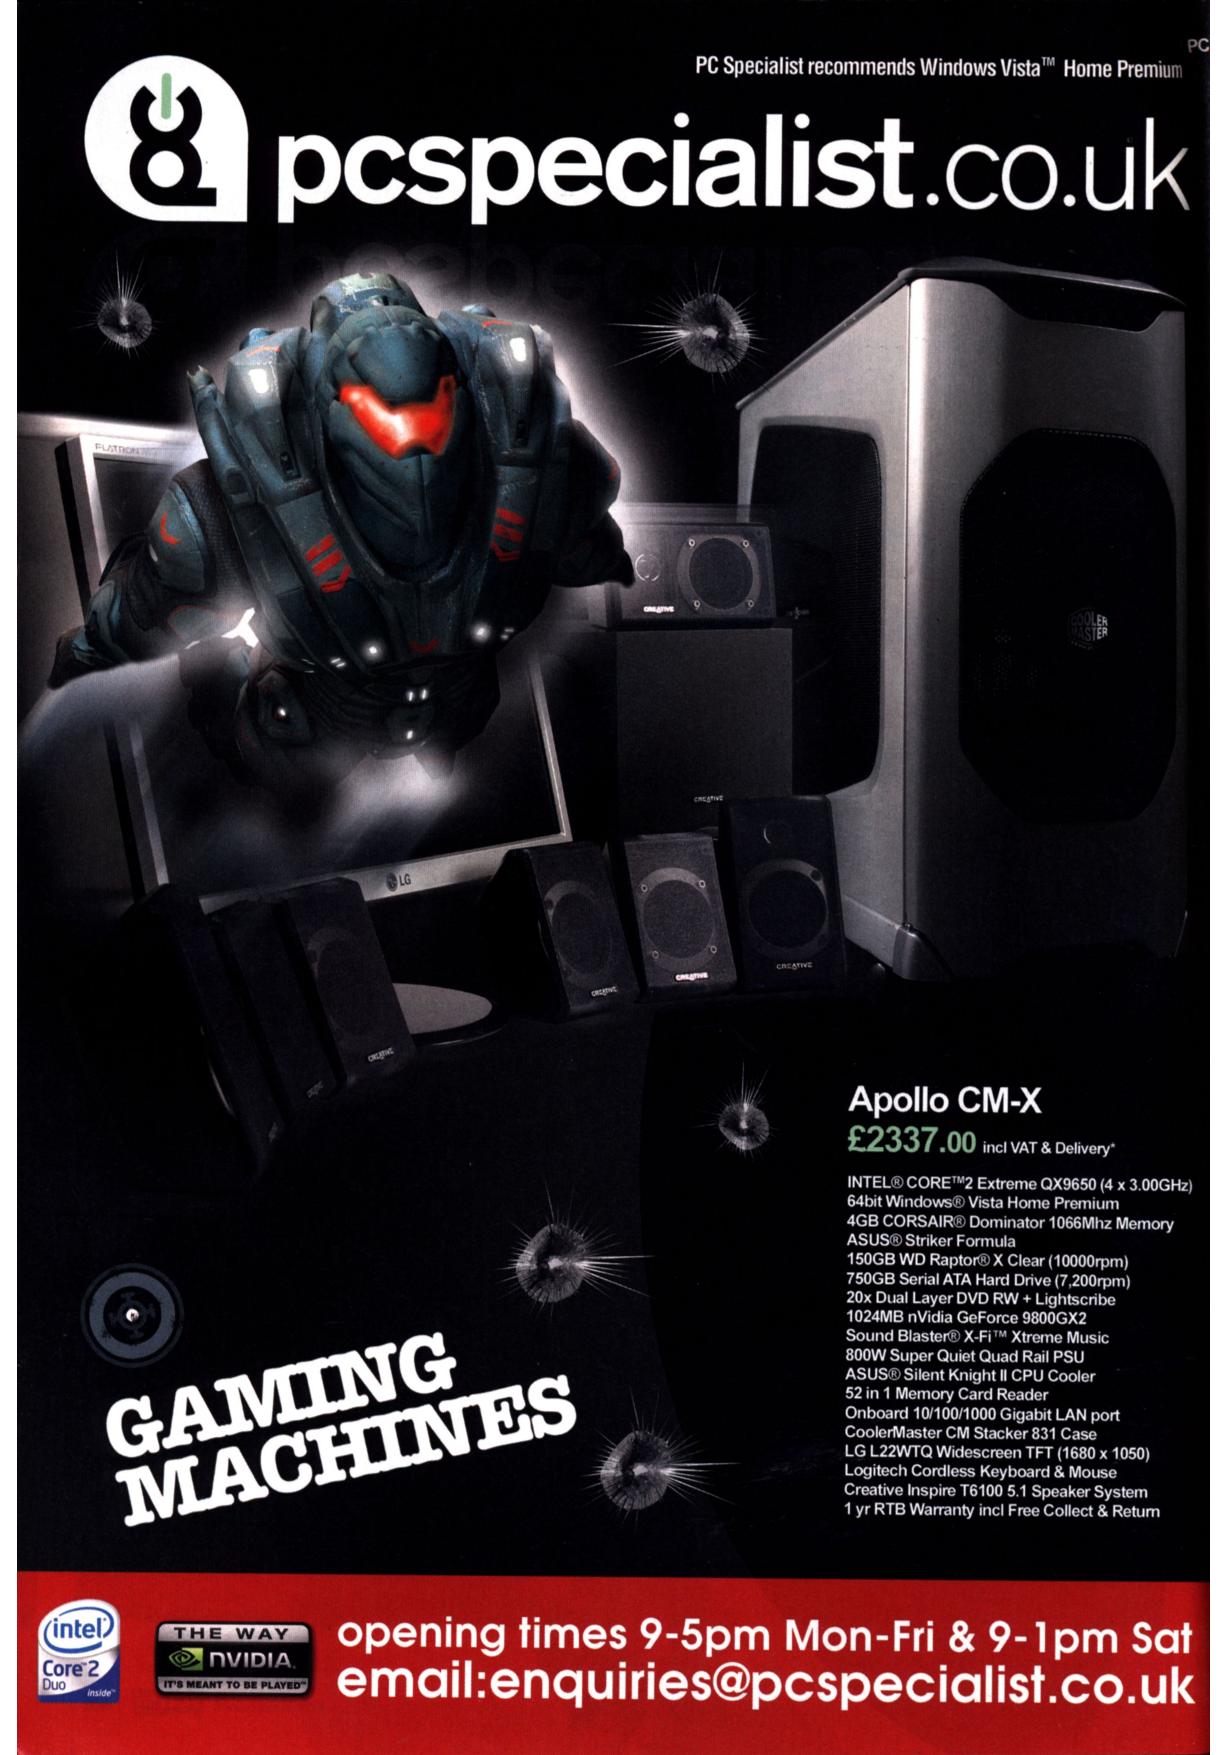 PC
PC Specialist recommends Windows Vista™ Home Premium
pcspecialist.co.uk
FLATRON
CREATIVE
COOLER
MASTER
CREATIVE
LG
CREATIVE
CREATIVE
CREATIVE
CREATIVE
Apollo CM-X
£2337.00 incl VAT & Delivery*
INTEL® CORE™2 Extreme QX9650 (4 x 3.00GHz)
64bit Windows® Vista Home Premium
4GB CORSAIR® Dominator 1066Mhz Memory
ASUS® Striker Formula
150GB WD Raptor® X Clear (10000rpm)
750GB Serial ATA Hard Drive (7,200rpm)
20x Dual Layer DVD RW + Lightscribe
1024MB nVidia GeForce 9800GX2
Sound Blaster® X-Fi™ Xtreme Music
800W Super Quiet Quad Rail PSU
ASUS® Silent Knight II CPU Cooler
52 in 1 Memory Card Reader
Onboard 10/100/1000 Gigabit LAN port
CoolerMaster CM Stacker 831 Case
LG L22WTQ Widescreen TFT (1680 x 1050)
Logitech Cordless Keyboard & Mouse
Creative Inspire T6100 5.1 Speaker System
1 yr RTB Warranty incl Free Collect & Return
GAMING
MACHINES
intel
Core™2
Duo
inside™
THE WAY
NVIDIA.
IT'S MEANT TO BE PLAYED™
opening times 9-5pm Mon-Fri & 9-1pm Sat
email:enquiries@pcspecialist.co.uk